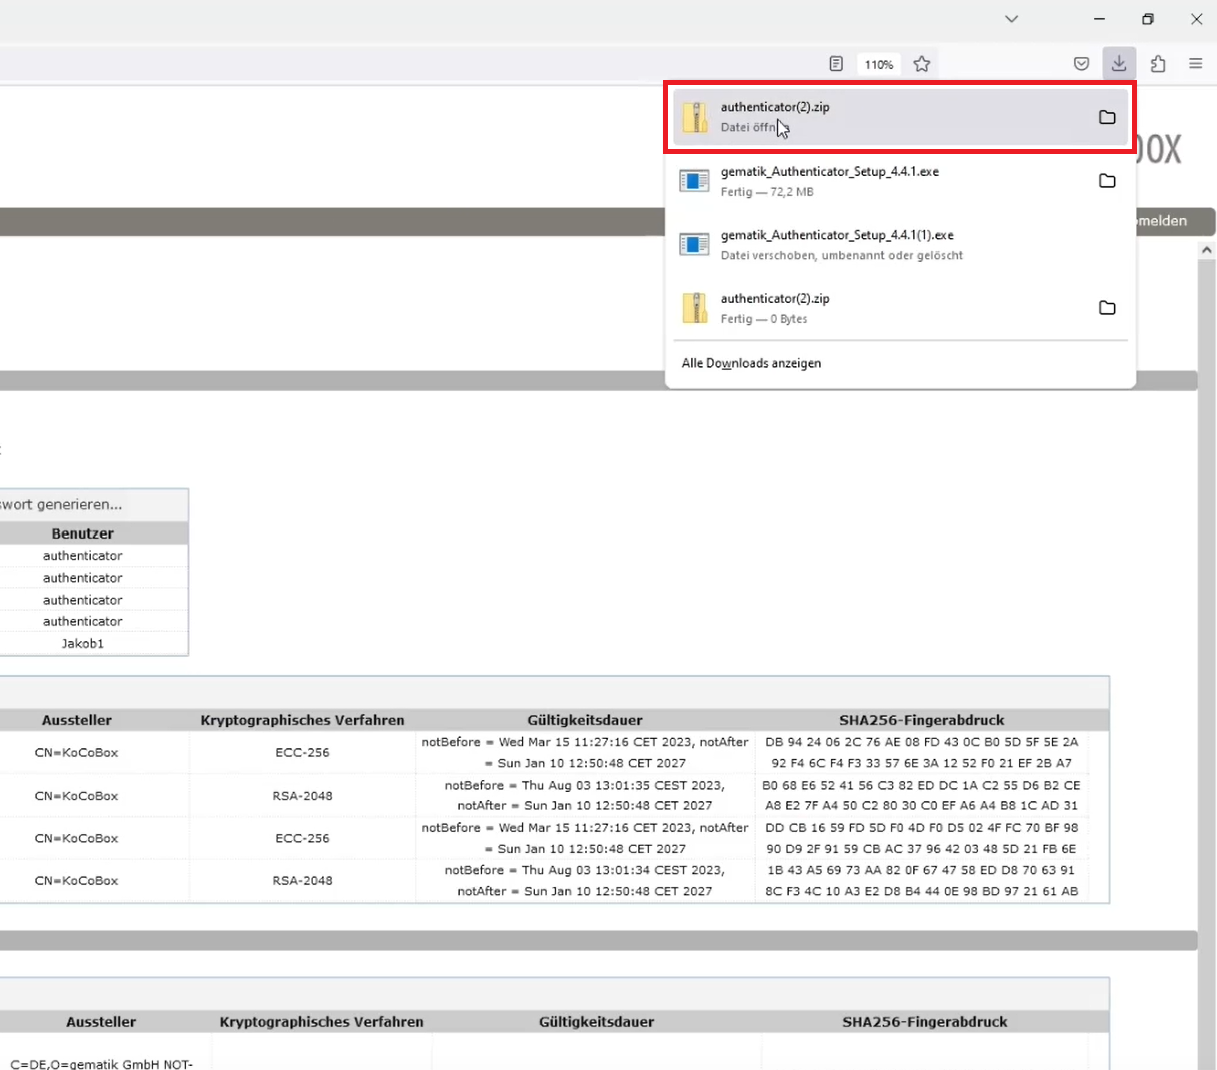 110%
authenticator(2).zip
Datei öffn
gematik_Authenticator_Setup_4.4.1.exe
Fertig — 72,2 MB
gematik_Authenticator_Setup_4.4.1(1).exe
Datei verschoben, umbenannt oder gelöscht
authenticator(2).zip
Fertig — 0 Bytes
Alle Downloads anzeigen
OX
melden
:
swort generieren...
Benutzer
authenticator
authenticator
authenticator
authenticator
Jakob1
Aussteller Kryptographisches Verfahren Gültigkeitsdauer SHA256-Fingerabdruck
CN=KoCoBox ECC-256 notBefore = Wed Mar 15 11:27:16 CET 2023, notAfter DB 94 24 06 2C 76 AE 08 FD 43 0C B0 5D 5F 5E 2A
= Sun Jan 10 12:50:48 CET 2027 92 F4 6C F4 F3 33 57 6E 3A 12 52 F0 21 EF 2B A7
CN=KoCoBox RSA-2048 notBefore = Thu Aug 03 13:01:35 CEST 2023, B0 68 E6 52 41 56 C3 82 ED DC 1A C2 55 D6 B2 CE
notAfter = Sun Jan 10 12:50:48 CET 2027 A8 E2 7F A4 50 C2 80 30 C0 EF A6 A4 B8 1C AD 31
CN=KoCoBox ECC-256 notBefore = Wed Mar 15 11:27:16 CET 2023, notAfter DD CB 16 59 FD 5D F0 4D F0 D5 02 4F FC 70 BF 98
= Sun Jan 10 12:50:48 CET 2027 90 D9 2F 91 59 CB AC 37 96 42 03 48 5D 21 FB 6E
CN=KoCoBox RSA-2048 notBefore = Thu Aug 03 13:01:34 CEST 2023, 1B 43 A5 69 73 AA 82 0F 67 47 58 ED D8 70 63 91
notAfter = Sun Jan 10 12:50:48 CET 2027 8C F3 4C 10 A3 E2 D8 B4 44 0E 98 BD 97 21 61 AB
Aussteller Kryptographisches Verfahren Gültigkeitsdauer SHA256-Fingerabdruck
C=DE,O=gematik GmbH NOT-